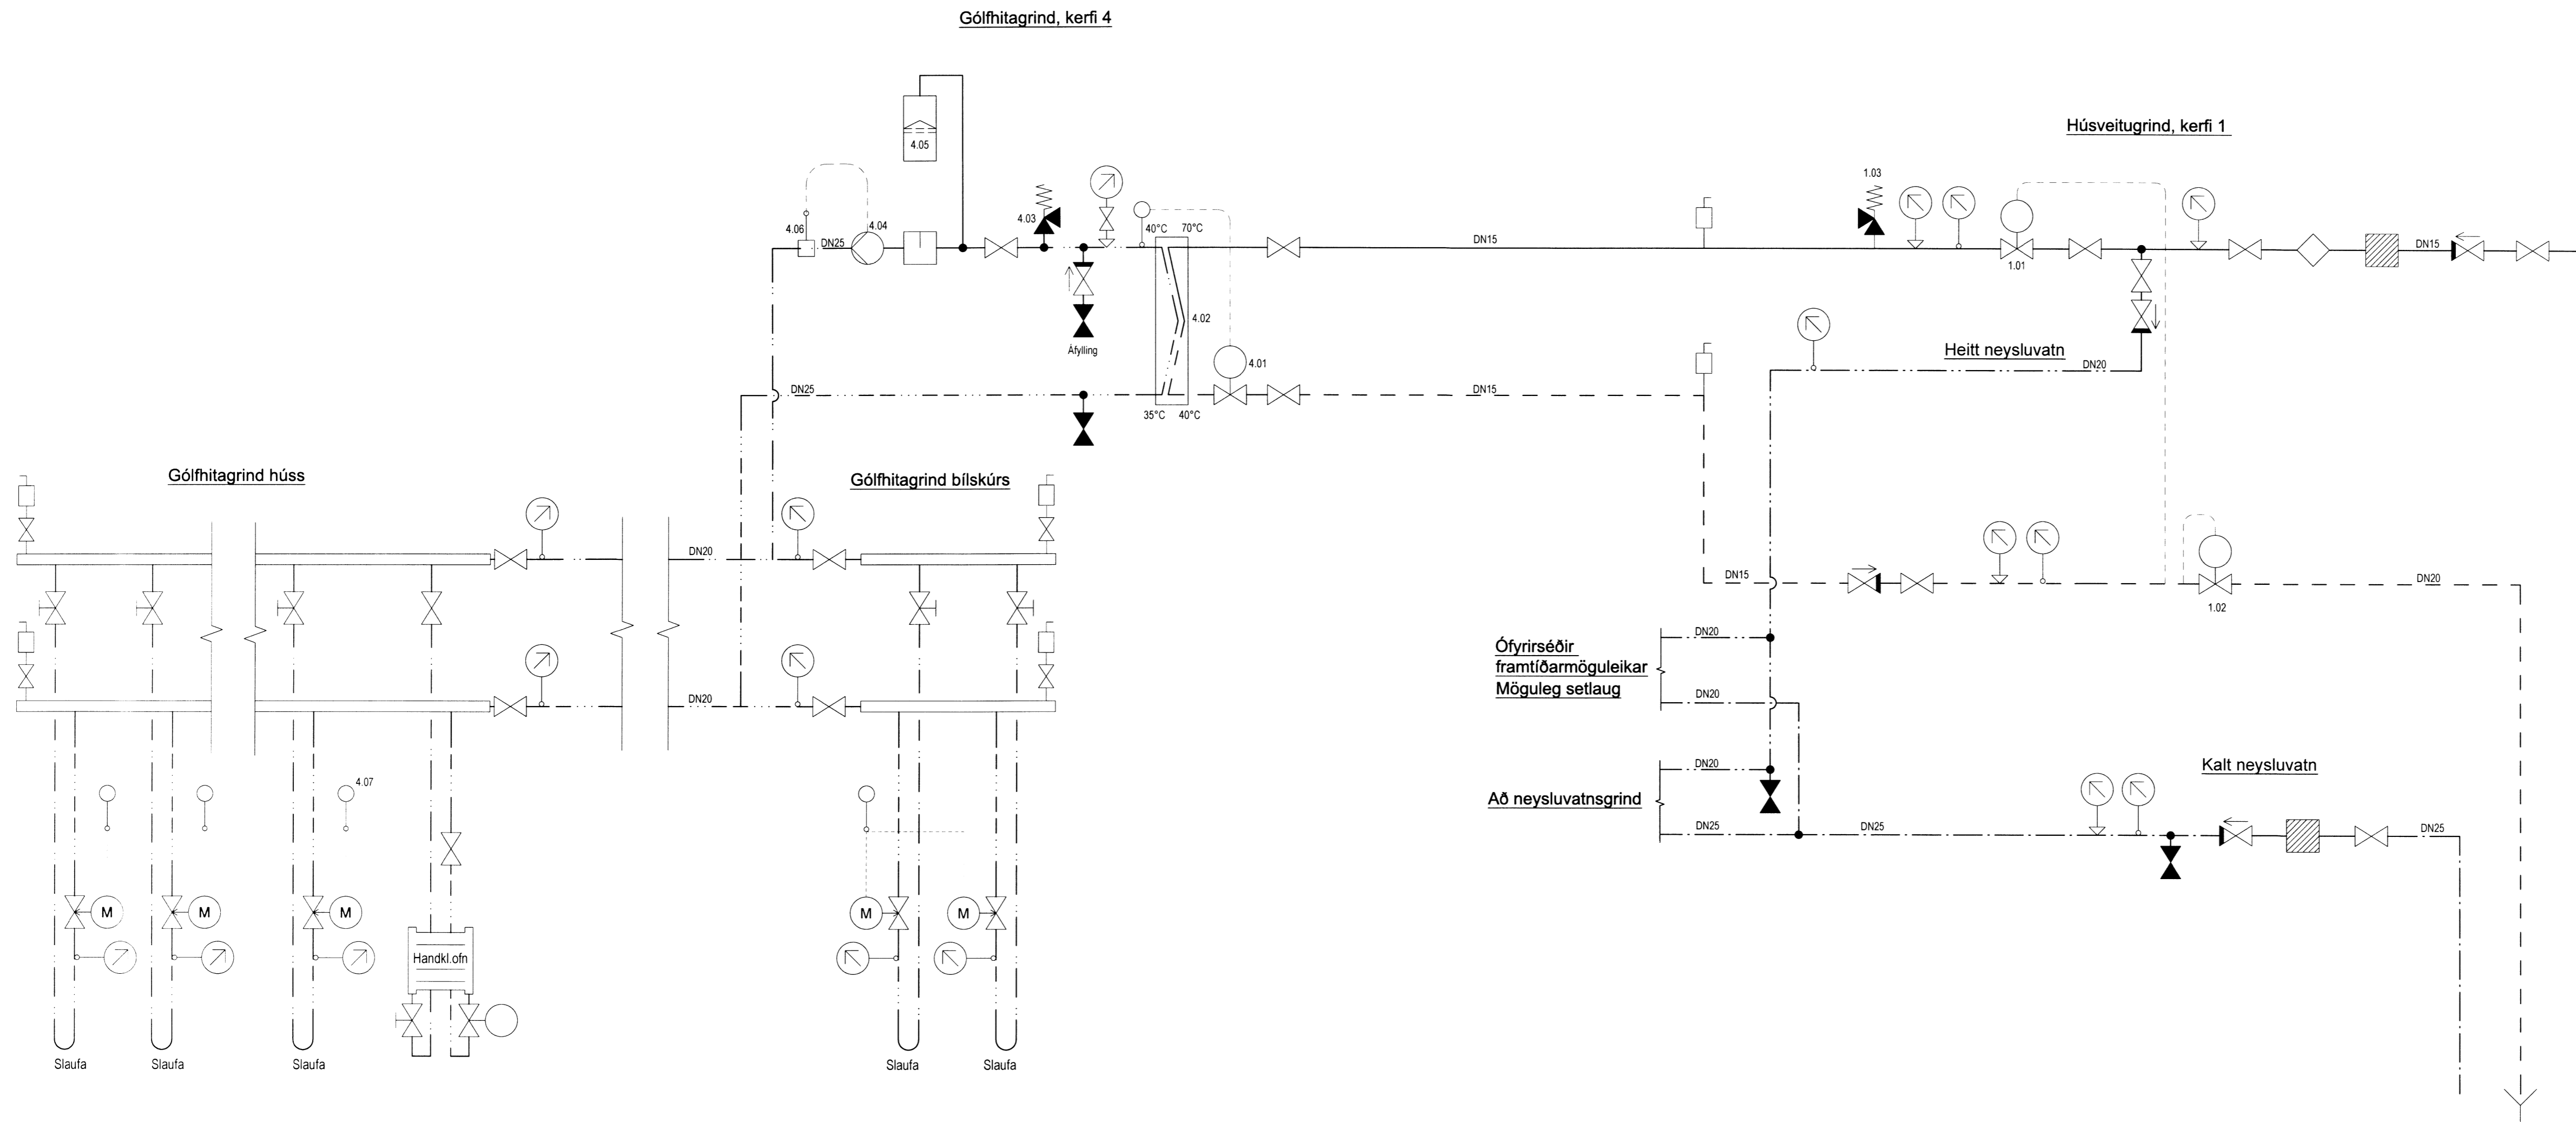 Gólfhitagrind, kerfi 4
Húsveitugrind, kerfi 1
4.05
4.03
1.03
4.06
DN25
4.04
40°C
70°C
DN15
1.01
DN15
4.02
Áfylling
Heitt neysluvatn
DN20
4.01
DN25
DN15
35°C
40°C
Gólfhitagrind húss
Gólfhitagrind bílskúrs
DN20
DN15
DN20
1.02
DN20
DN20
Ófyrirséðir
framtíðarmöguleikar
Möguleg setlaug
DN20
DN20
Að neysluvatnsgrind
DN25
DN25
Kalt neysluvatn
DN25
4.07
M
M
M
M
M
Handkl.ofn
Slaufa
Slaufa
Slaufa
Slaufa
Slaufa